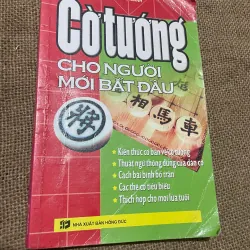 Cờ tướng
CHO NGƯỜI
MỚI BẮT ĐẦU
將
相 馬 車
- Kiến thức cơ bản về cờ tướng
- Thuật ngữ thông dụng của dân cờ
- Cách bài binh bố trận
- Các thế cờ tiêu biểu
- Thích hợp cho mọi lứa tuổi
NHÀ XUẤT BẢN HỒNG ĐỨC